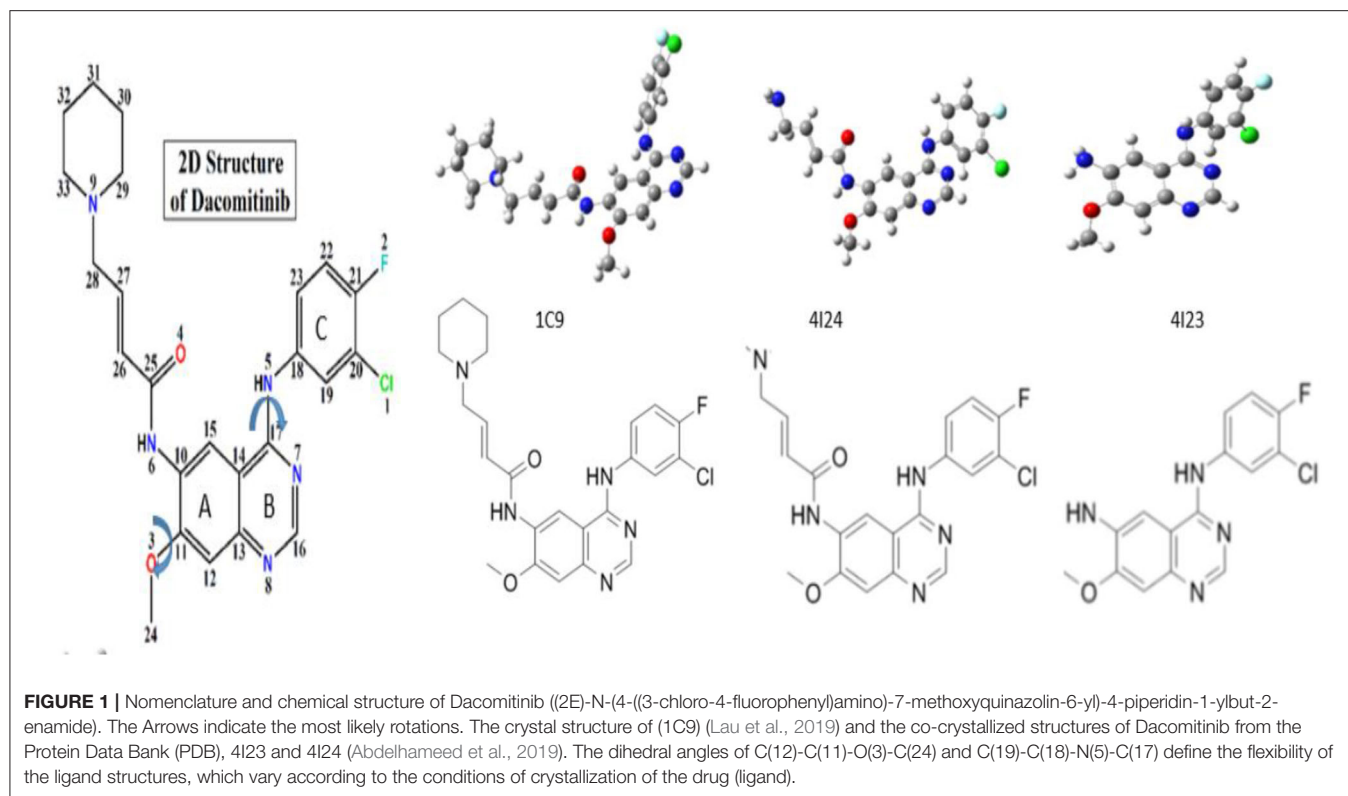 31
32
30
33
29
9
N
2D Structure
of Dacomitinib
28
27
26
25
4
O
22
2
F
23
21
C
5
HN
18
20
19
Cl
1
HN
6
15
10
14
17
7
N
A
B
3
O
11
13
16
12
N
8
24
1C9
4I24
4I23
N
O
F
HN
Cl
HN
N
O
N
N
O
F
HN
Cl
HN
N
O
N
F
HN
Cl
HN
N
O
N
FIGURE 1 | Nomenclature and chemical structure of Dacomitinib ((2E)-N-(4-((3-chloro-4-fluorophenyl)amino)-7-methoxyquinazolin-6-yl)-4-piperidin-1-ylbut-2-
enamide). The Arrows indicate the most likely rotations. The crystal structure of (1C9) (Lau et al., 2019) and the co-crystallized structures of Dacomitinib from the
Protein Data Bank (PDB), 4I23 and 4I24 (Abdelhameed et al., 2019). The dihedral angles of C(12)-C(11)-O(3)-C(24) and C(19)-C(18)-N(5)-C(17) define the flexibility of
the ligand structures, which vary according to the conditions of crystallization of the drug (ligand).